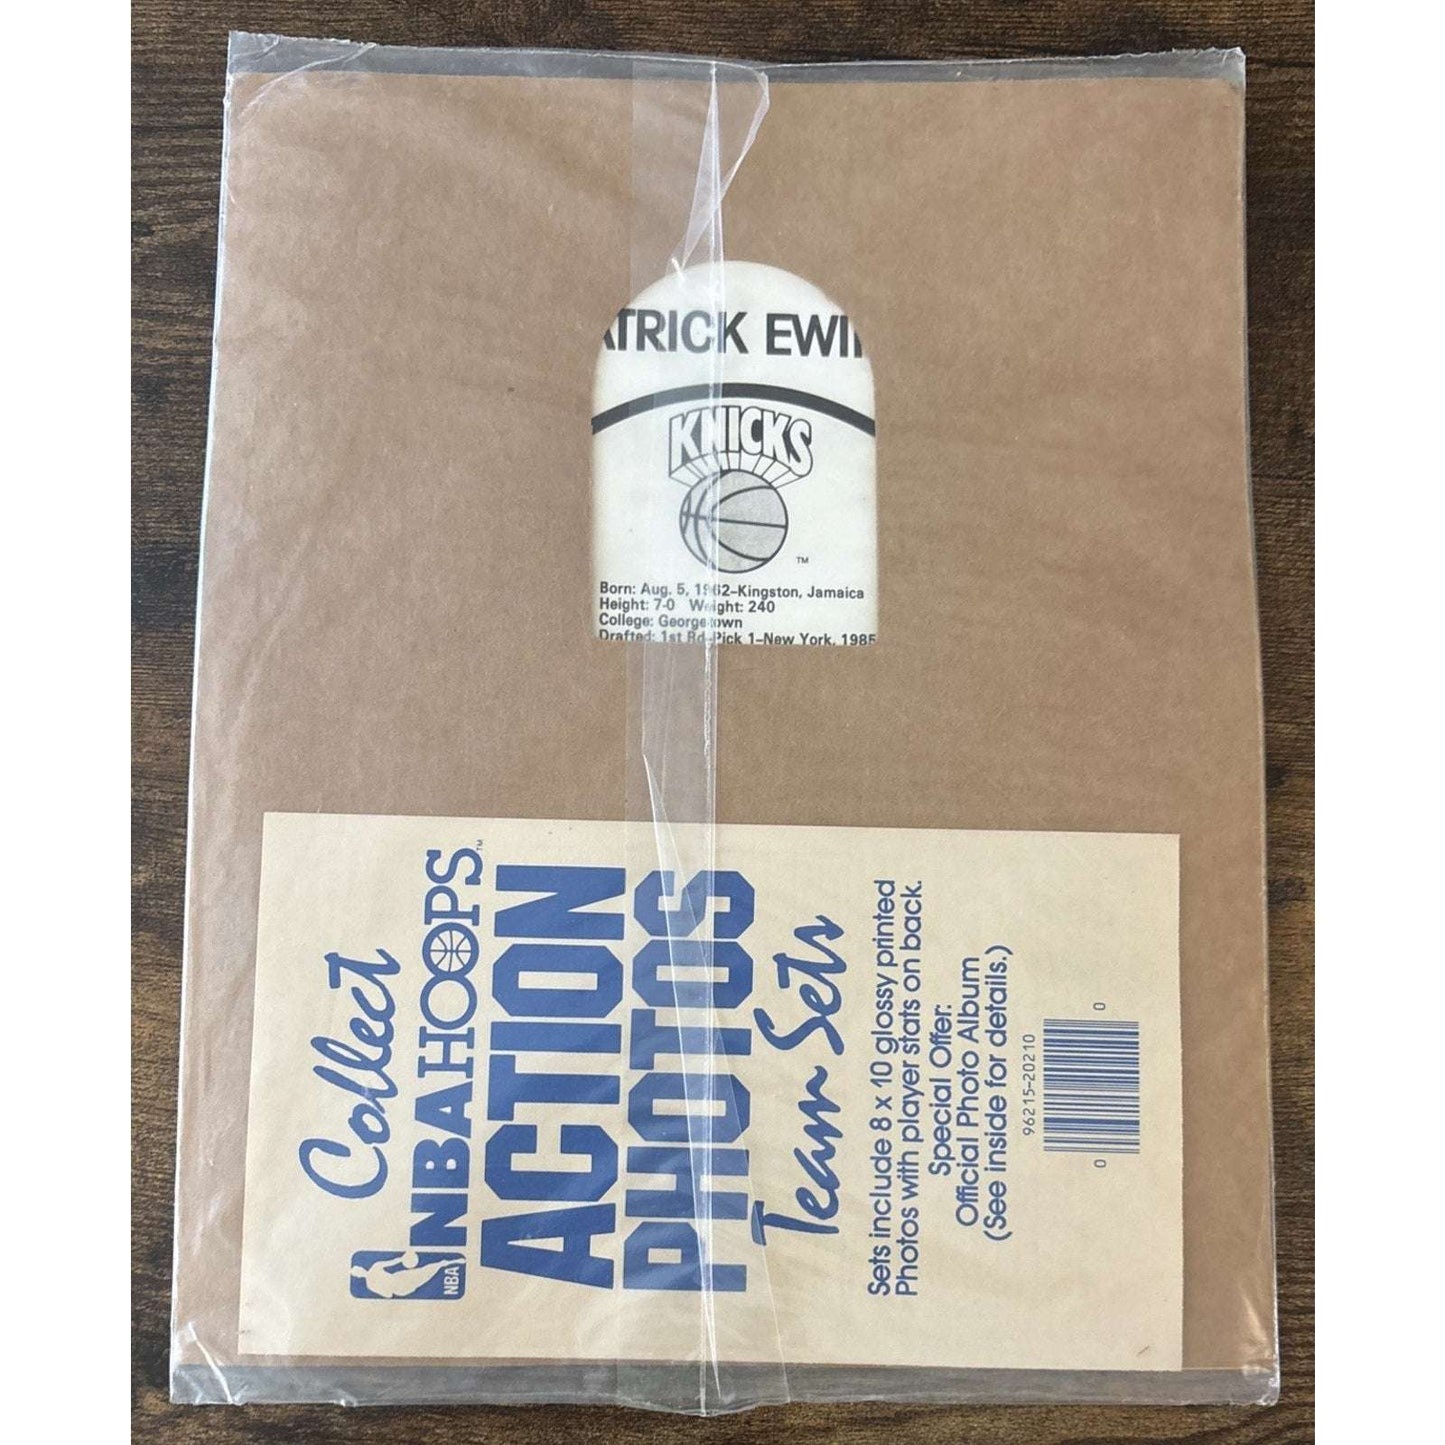 ATRICK EWI
KNICKS
TM
Born: Aug. 5, 1962–Kingston, Jamaica
Height: 7-0 Weight: 240
College: Georgetown
Drafted: 1st Rd-Pick 1–New York, 1985
Collect
NBA NBA HOOPS™
ACTION
PHOTOS
Team Sets
Sets include 8 x 10 glossy printed
Photos with player stats on back.
Special Offer:
Official Photo Album
(See inside for details.)
96215-20210
0 0